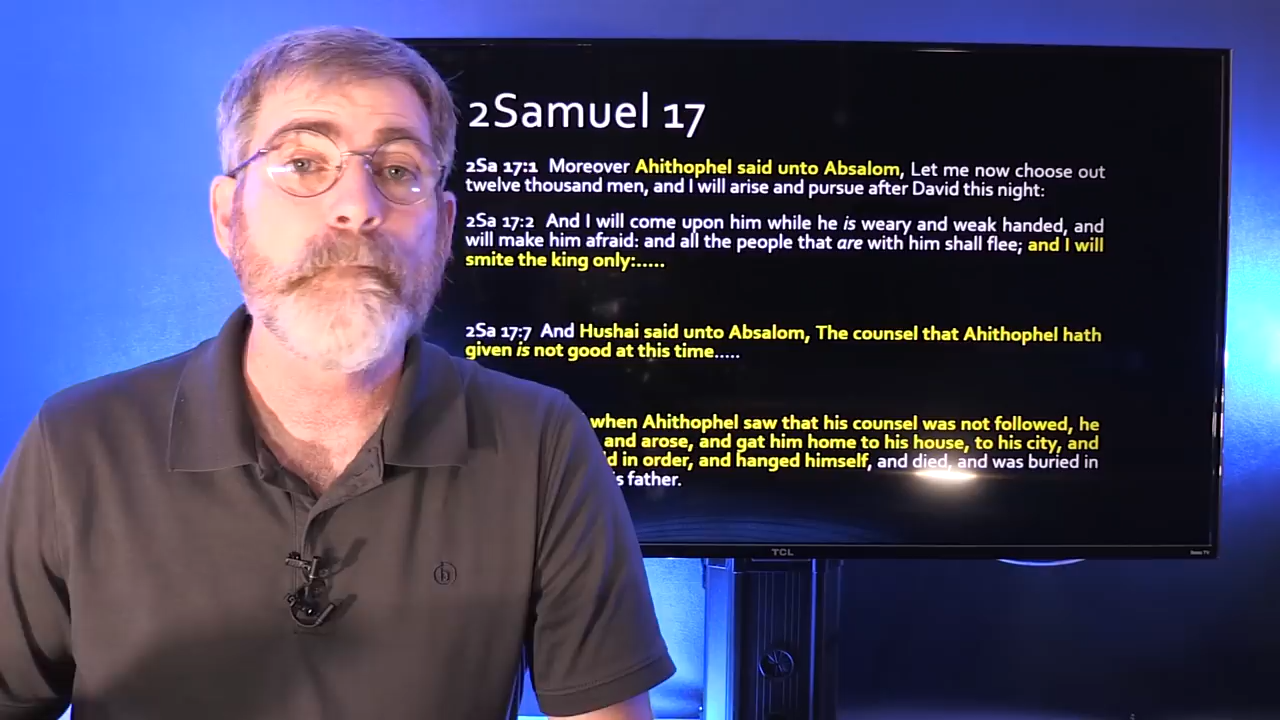 2Samuel 17
2Sa 17:1 Moreover Ahithophel said unto Absalom, Let me now choose out
twelve thousand men, and I will arise and pursue after David this night:
2Sa 17:2 And I will come upon him while he is weary and weak handed, and
will make him afraid: and all the people that are with him shall flee; and I will
smite the king only:.....
2Sa 17:7 And Hushai said unto Absalom, The counsel that Ahithophel hath
given is not good at this time.....
when Ahithophel saw that his counsel was not followed, he
and arose, and gat him home to his house, to his city, and
in order, and hanged himself, and died, and was buried in
father.
TCL
Roku TV